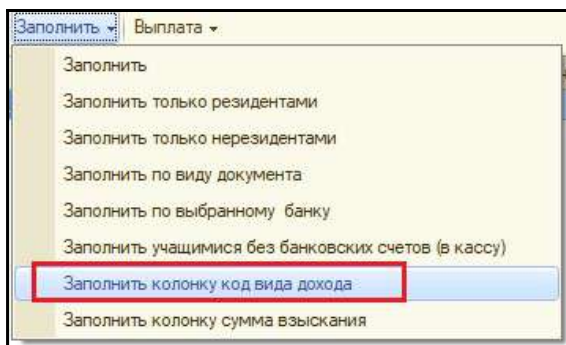 Заполнить Выплата
Заполнить
Заполнить только резидентами
Заполнить только нерезидентами
Заполнить по виду документа
Заполнить по выбранному банку
Заполнить учащимися без банковских счетов (в кассу)
Заполнить колонку код вида дохода
Заполнить колонку сумма взыскания